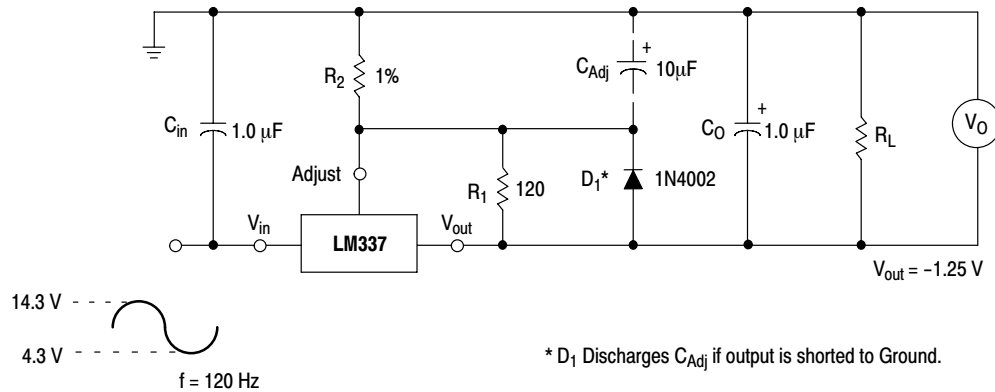 R2 1%
CAdj + 10μF
Cin 1.0 μF
CO + 1.0 μF
RL
VO
Adjust
R1 120
D1* 1N4002
Vin
LM337
Vout
Vout = –1.25 V
14.3 V
4.3 V
f = 120 Hz
* D1 Discharges CAdj if output is shorted to Ground.